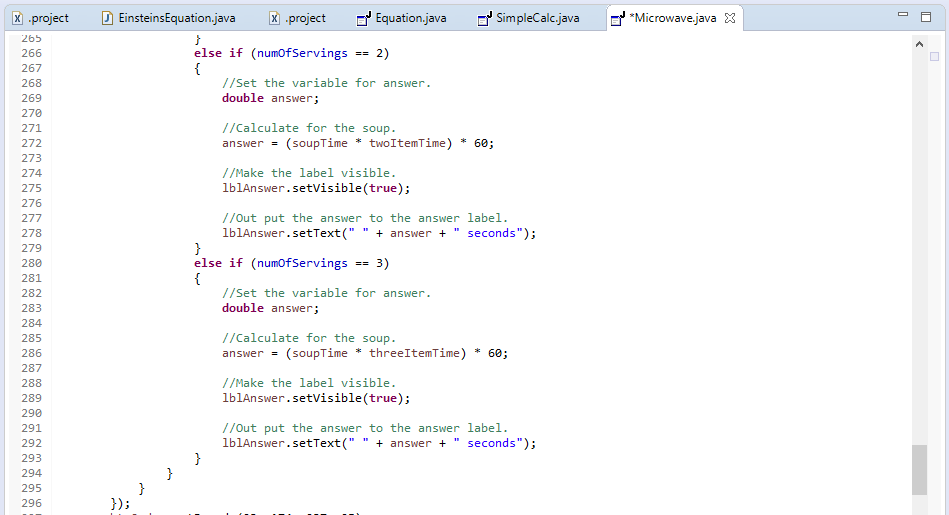 .project EinsteinsEquation.java .project Equation.java SimpleCalc.java *Microwave.java
265 }
266 else if (numOfServings == 2)
267 {
268 //Set the variable for answer.
269 double answer;
270
271 //Calculate for the soup.
272 answer = (soupTime * twoItemTime) * 60;
273
274 //Make the label visible.
275 lblAnswer.setVisible(true);
276
277 //Out put the answer to the answer label.
278 lblAnswer.setText(" " + answer + " seconds");
279 }
280 else if (numOfServings == 3)
281 {
282 //Set the variable for answer.
283 double answer;
284
285 //Calculate for the soup.
286 answer = (soupTime * threeItemTime) * 60;
287
288 //Make the label visible.
289 lblAnswer.setVisible(true);
290
291 //Out put the answer to the answer label.
292 lblAnswer.setText(" " + answer + " seconds");
293 }
294 }
295 }
296 });